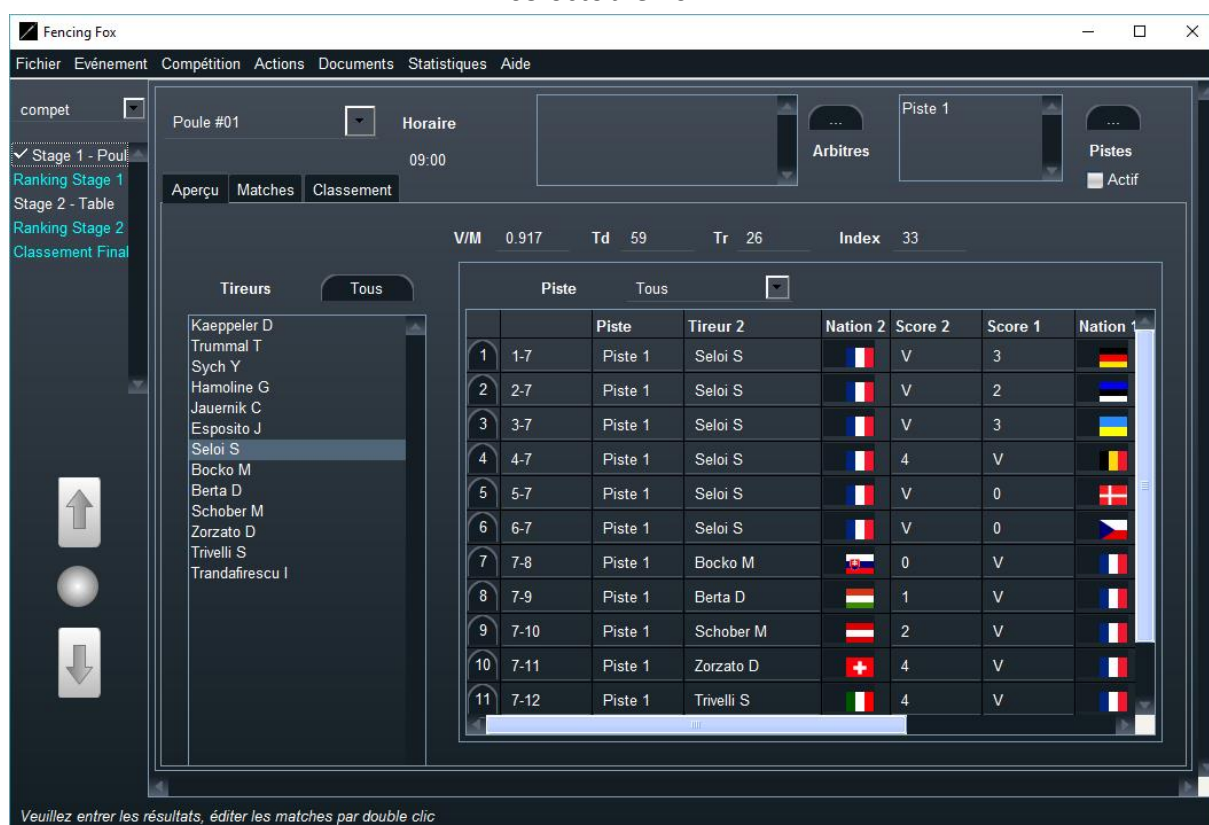 Fencing Fox
Fichier Evénement Compétition Actions Documents Statistiques Aide
compet
✓ Stage 1 - Poul
Ranking Stage 1
Stage 2 - Table
Ranking Stage 2
Classement Final
Poule #01
Horaire
09:00
...
Arbitres
Piste 1
...
Pistes
Actif
Aperçu Matches Classement
V/M 0.917 Td 59 Tr 26 Index 33
Tireurs Tous
Kaeppeler D
Trummal T
Sych Y
Hamoline G
Jauernik C
Esposito J
Seloi S
Bocko M
Berta D
Schober M
Zorzato D
Trivelli S
Trandafirescu I
Piste Tous
Piste Tireur 2 Nation 2 Score 2 Score 1 Nation 1
1 1-7 Piste 1 Seloi S V 3
2 2-7 Piste 1 Seloi S V 2
3 3-7 Piste 1 Seloi S V 3
4 4-7 Piste 1 Seloi S 4 V
5 5-7 Piste 1 Seloi S V 0
6 6-7 Piste 1 Seloi S V 0
7 7-8 Piste 1 Bocko M 0 V
8 7-9 Piste 1 Berta D 1 V
9 7-10 Piste 1 Schober M 2 V
10 7-11 Piste 1 Zorzato D 4 V
11 7-12 Piste 1 Trivelli S 4 V
Veuillez entrer les résultats, éditer les matches par double clic